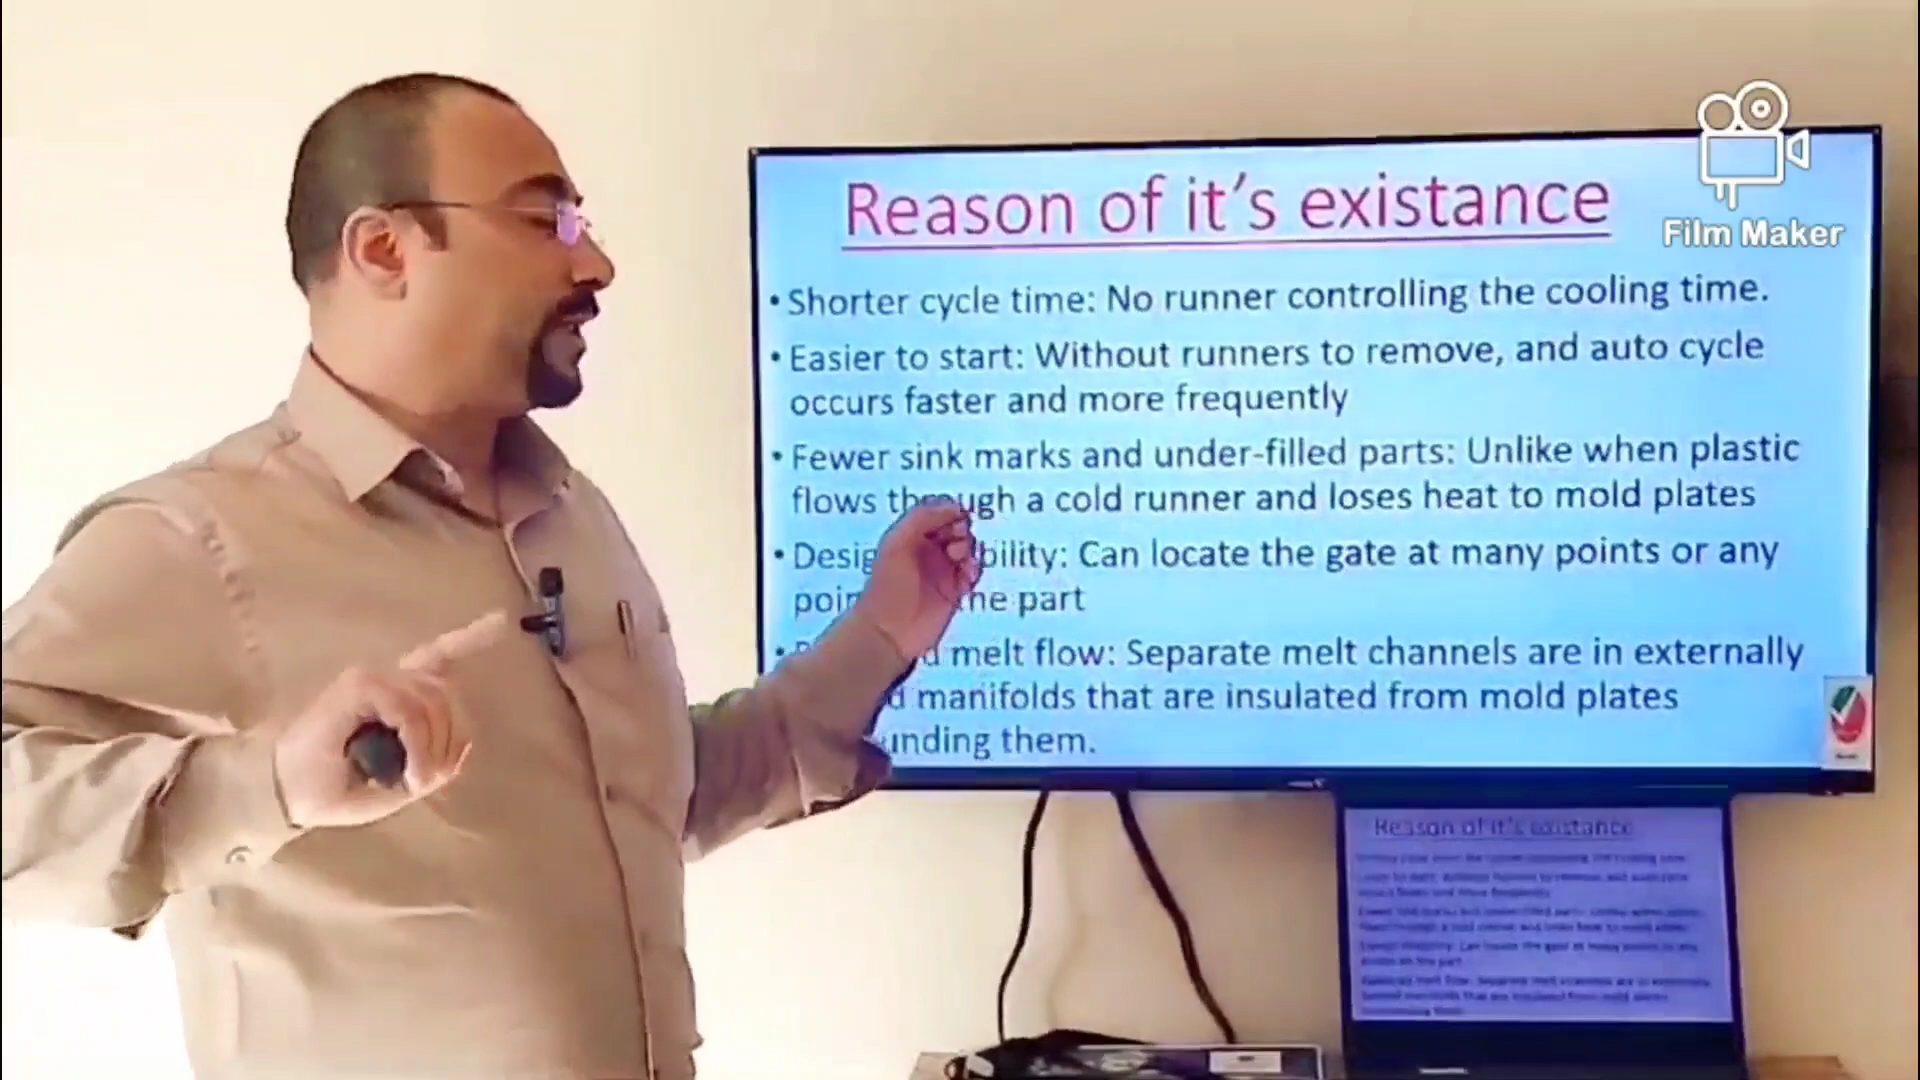 Reason of it's existance
Film Maker
• Shorter cycle time: No runner controlling the cooling time.
• Easier to start: Without runners to remove, and auto cycle
occurs faster and more frequently
• Fewer sink marks and under-filled parts: Unlike when plastic
flows through a cold runner and loses heat to mold plates
• bility: Can locate the gate at many points or any
the part
• melt flow: Separate melt channels are in externally
manifolds that are insulated from mold plates
unding them.
Reason of it's existance